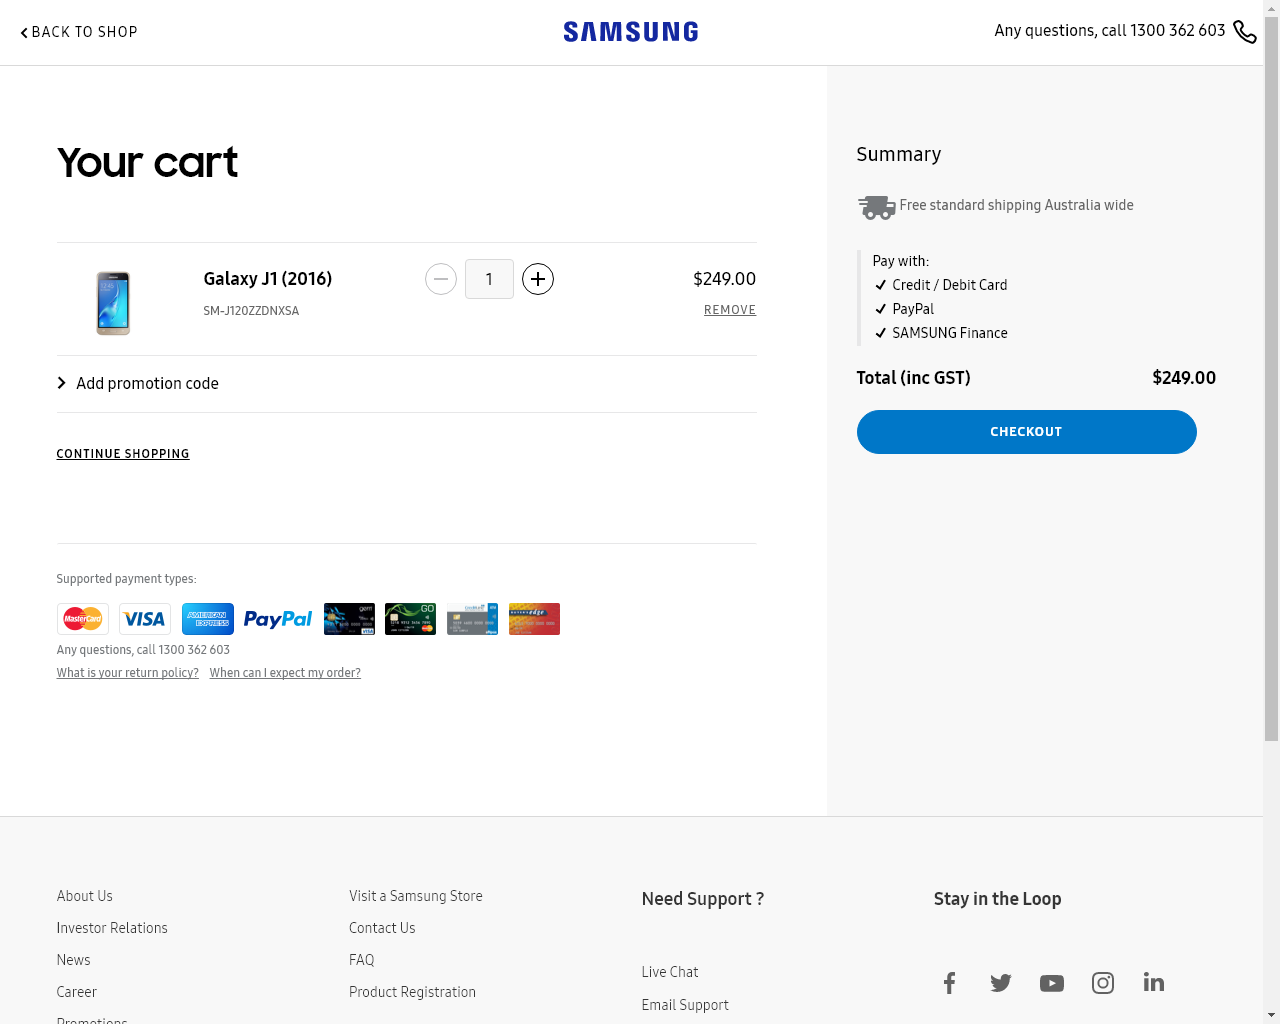 BACK TO SHOP
SAMSUNG
Any questions, call 1300 362 603
Your cart
Galaxy J1 (2016)
SM-J120ZZDNXSA
1
$249.00
REMOVE
Add promotion code
CONTINUE SHOPPING
Supported payment types:
MasterCard
VISA
AMERICAN EXPRESS
PayPal
gem
VISA
GO
edge
Any questions, call 1300 362 603
What is your return policy? When can I expect my order?
Summary
Free standard shipping Australia wide
Pay with:
Credit / Debit Card
PayPal
SAMSUNG Finance
Total (inc GST) $249.00
CHECKOUT
About Us
Investor Relations
News
Career
Promotions
Visit a Samsung Store
Contact Us
FAQ
Product Registration
Need Support ?
Live Chat
Email Support
Stay in the Loop